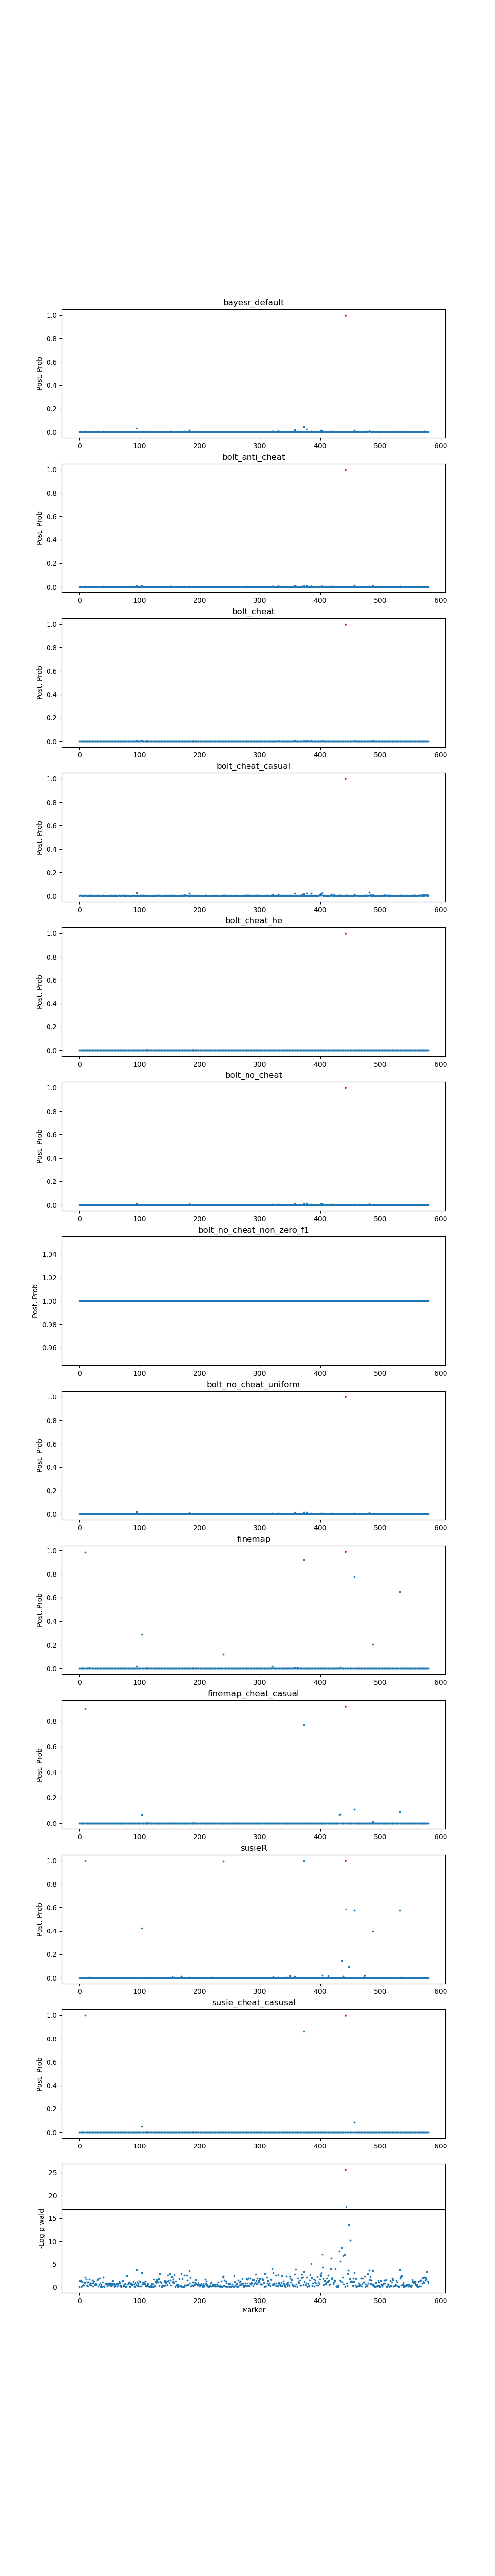 bayesr_default
1.0
0.8
0.6
0.4
0.2
0.0
Post. Prob
0 100 200 300 400 500 600
bolt_anti_cheat
1.0
0.8
0.6
0.4
0.2
0.0
Post. Prob
0 100 200 300 400 500 600
bolt_cheat
1.0
0.8
0.6
0.4
0.2
0.0
Post. Prob
0 100 200 300 400 500 600
bolt_cheat_casual
1.0
0.8
0.6
0.4
0.2
0.0
Post. Prob
0 100 200 300 400 500 600
bolt_cheat_he
1.0
0.8
0.6
0.4
0.2
0.0
Post. Prob
0 100 200 300 400 500 600
bolt_no_cheat
1.0
0.8
0.6
0.4
0.2
0.0
Post. Prob
0 100 200 300 400 500 600
bolt_no_cheat_non_zero_f1
1.04
1.02
1.00
0.98
0.96
Post. Prob
0 100 200 300 400 500 600
bolt_no_cheat_uniform
1.0
0.8
0.6
0.4
0.2
0.0
Post. Prob
0 100 200 300 400 500 600
finemap
1.0
0.8
0.6
0.4
0.2
0.0
Post. Prob
0 100 200 300 400 500 600
finemap_cheat_casual
0.8
0.6
0.4
0.2
0.0
Post. Prob
0 100 200 300 400 500 600
susieR
1.0
0.8
0.6
0.4
0.2
0.0
Post. Prob
0 100 200 300 400 500 600
susie_cheat_casusal
1.0
0.8
0.6
0.4
0.2
0.0
Post. Prob
0 100 200 300 400 500 600
25
20
15
10
5
0
-Log p wald
0 100 200 300 400 500 600
Marker